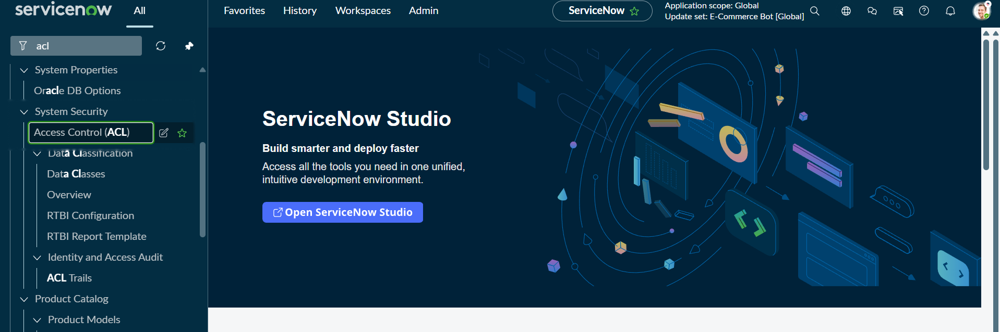 servicenow
All
Favorites
History
Workspaces
Admin
ServiceNow
Application scope: Global
Update set: E-Commerce Bot [Global]
acl
System Properties
Oracle DB Options
System Security
Access Control (ACL)
Data Classification
Data Classes
Overview
RTBI Configuration
RTBI Report Template
Identity and Access Audit
ACL Trails
Product Catalog
Product Models
ServiceNow Studio
Build smarter and deploy faster
Access all the tools you need in one unified,
intuitive development environment.
Open ServiceNow Studio